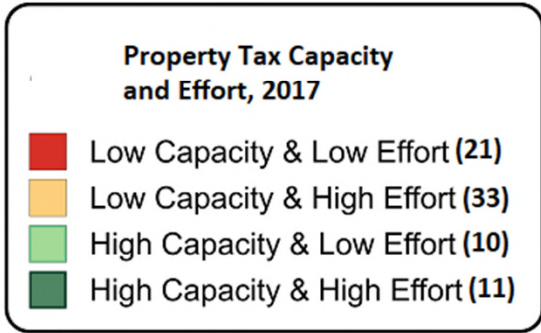 Property Tax Capacity
and Effort, 2017
Low Capacity & Low Effort (21)
Low Capacity & High Effort (33)
High Capacity & Low Effort (10)
High Capacity & High Effort (11)